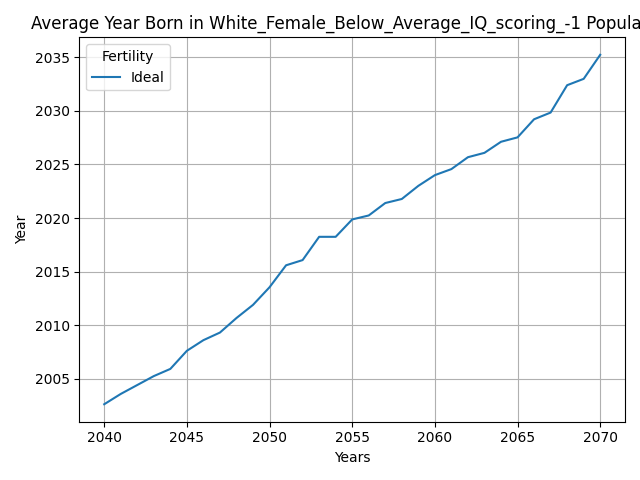 Average Year Born in White_Female_Below_Average_IQ_scoring_-1 Popula
Fertility
Ideal
2035
2030
2025
2020
2015
2010
2005
Year
2040 2045 2050 2055 2060 2065 2070
Years